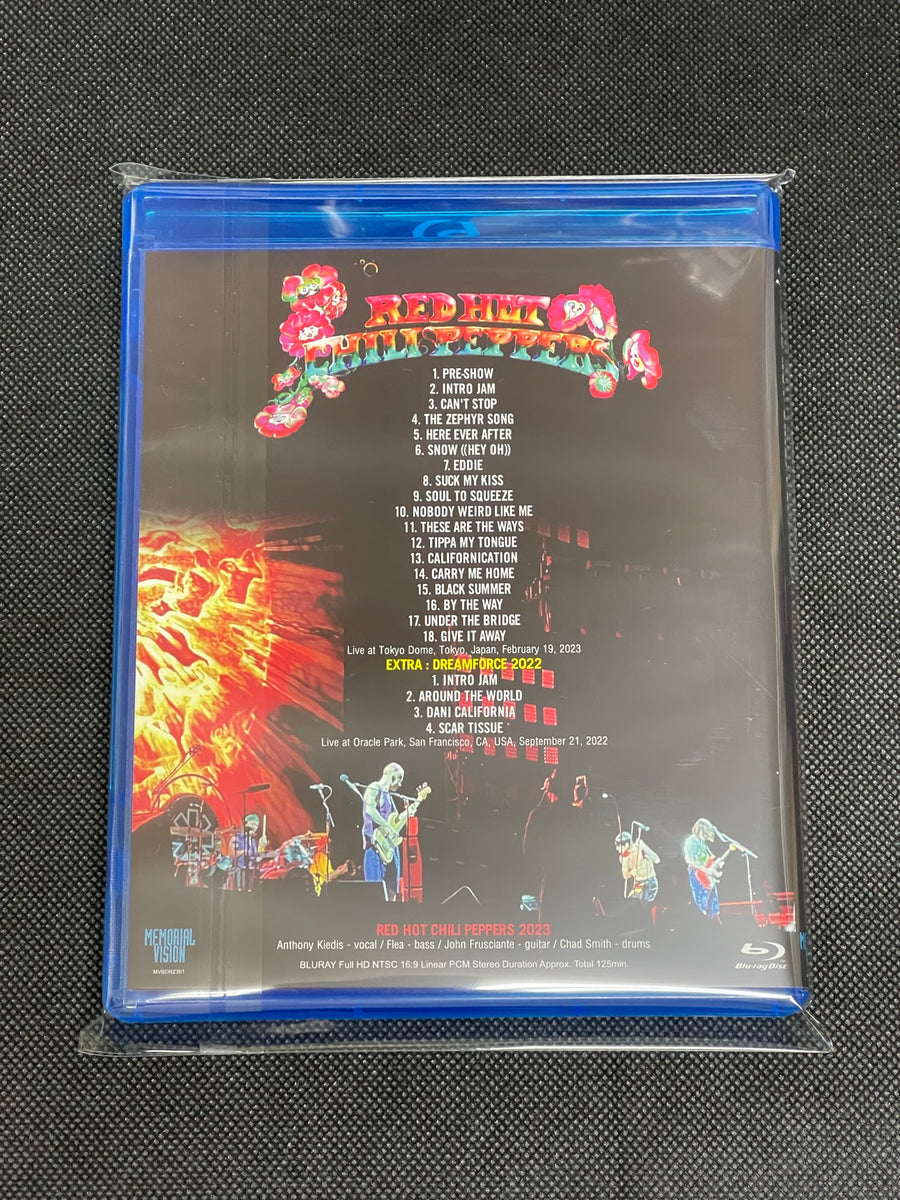 RED HOT
CHILI PEPPERS
1. PRE-SHOW
2. INTRO JAM
3. CAN'T STOP
4. THE ZEPHYR SONG
5. HERE EVER AFTER
6. SNOW ((HEY OH))
7. EDDIE
8. SUCK MY KISS
9. SOUL TO SQUEEZE
10. NOBODY WEIRD LIKE ME
11. THESE ARE THE WAYS
12. TIPPA MY TONGUE
13. CALIFORNICATION
14. CARRY ME HOME
15. BLACK SUMMER
16. BY THE WAY
17. UNDER THE BRIDGE
18. GIVE IT AWAY
Live at Tokyo Dome, Tokyo, Japan, February 19, 2023
EXTRA : DREAMFORCE 2022
1. INTRO JAM
2. AROUND THE WORLD
3. DANI CALIFORNIA
4. SCAR TISSUE
Live at Oracle Park, San Francisco, CA, USA, September 21, 2022
RED HOT CHILI PEPPERS 2023
Anthony Kiedis - vocal / Flea - bass / John Frusciante - guitar / Chad Smith - drums
BLURAY Full HD NTSC 16:9 Linear PCM Stereo Duration Approx. Total 125min.
MEMORIAL
VISION
MVBDR2301
Blu-ray Disc